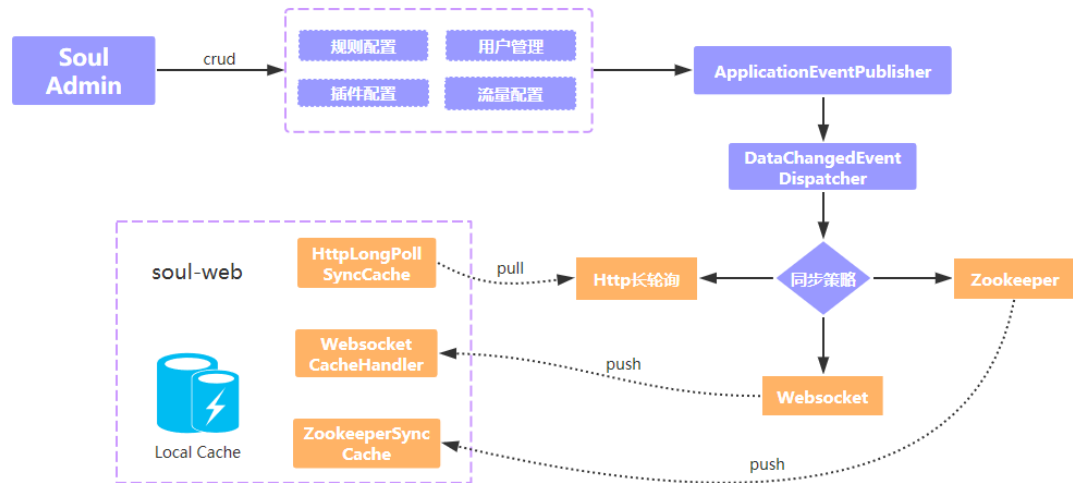 Soul
Admin
crud
规则配置
用户管理
插件配置
流量配置
ApplicationEventPublisher
DataChangedEvent
Dispatcher
soul-web
HttpLongPoll
SyncCache
pull
Http长轮询
同步策略
Zookeeper
Websocket
CacheHandler
push
Websocket
ZookeeperSync
Cache
push
Local Cache